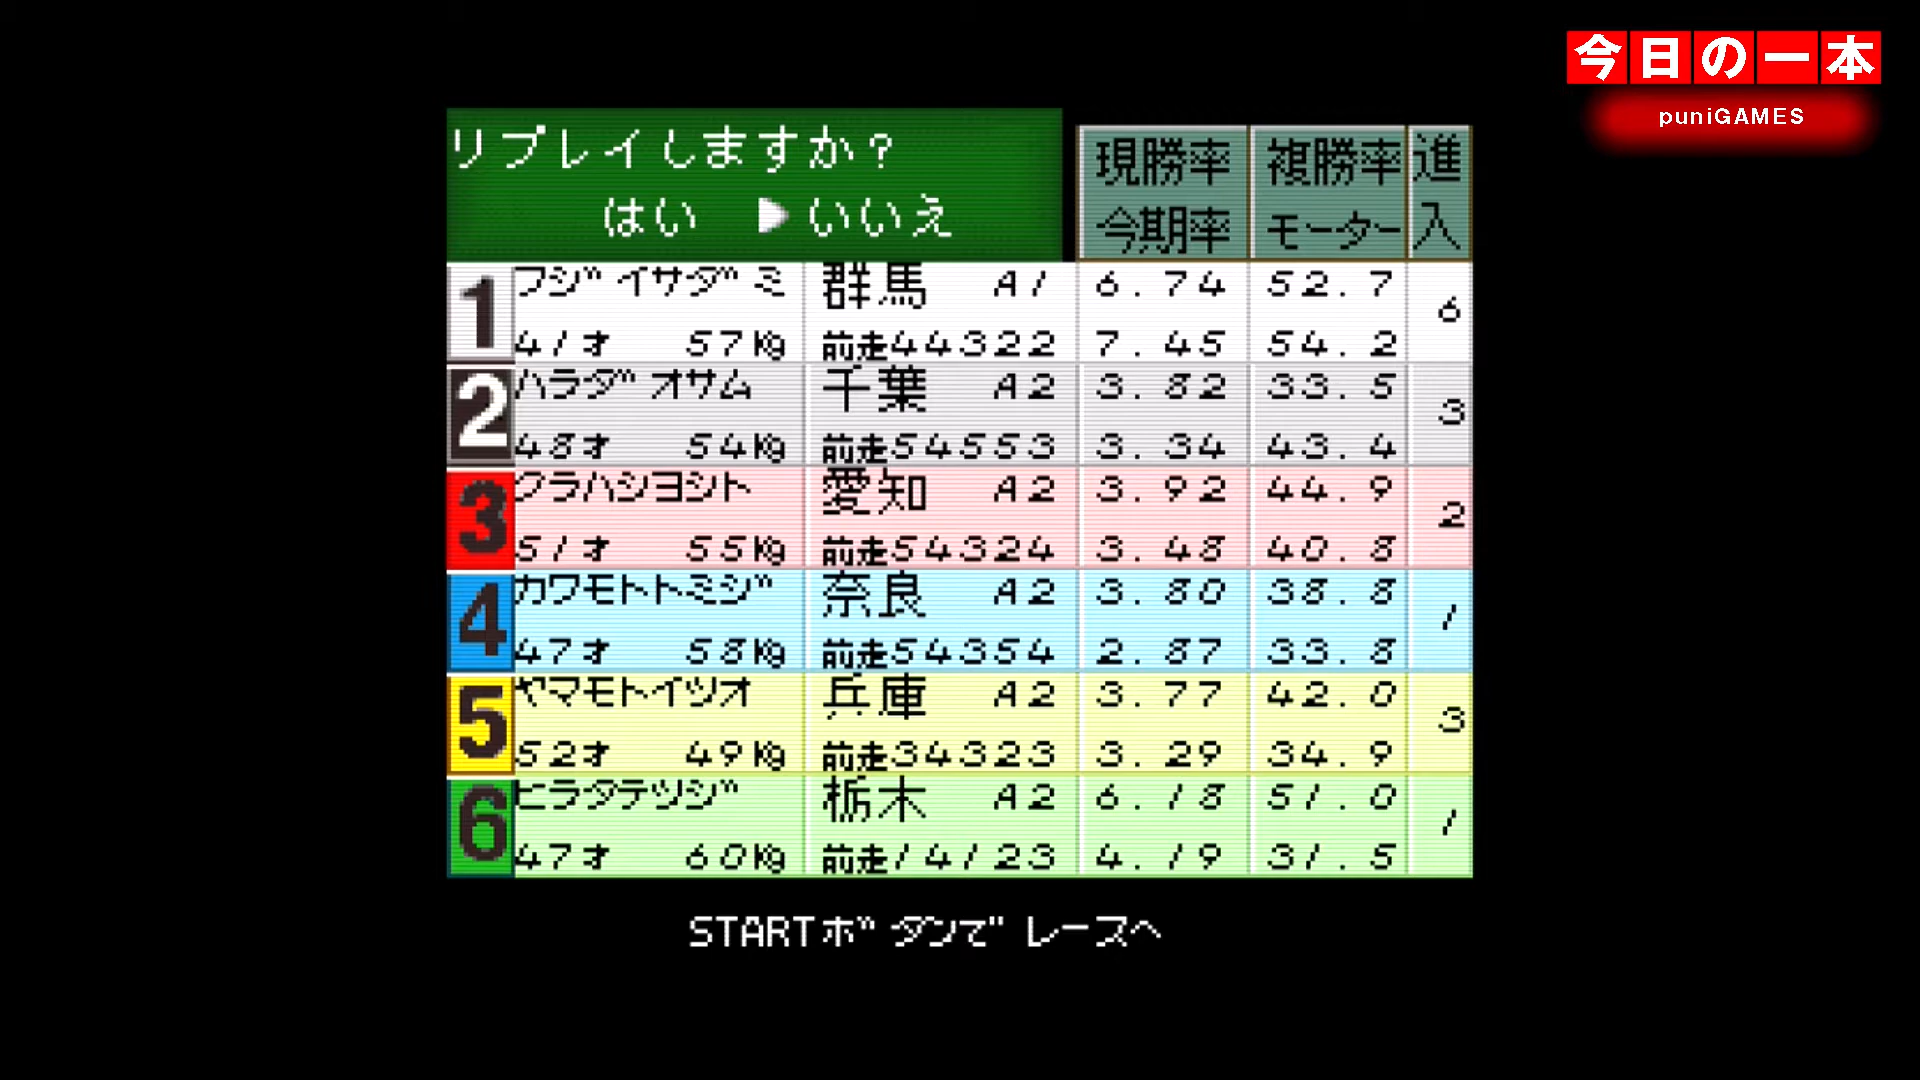 今日の一本
puniGAMES
リプレイしますか?
はい ▶いいえ
現勝率 複勝率 進
今期率 モーター 入
1 フジイサダミ 群馬 A1 6.74 52.7 6
41才 57kg 前走44322 7.45 54.2
2 ハラダオサム 千葉 A2 3.82 33.5 3
48才 54kg 前走54553 3.34 43.4
3 クラハシヨシト 愛知 A2 3.92 44.9 2
51才 55kg 前走54324 3.48 40.8
4 カワモトトミジ 奈良 A2 3.80 38.8 1
47才 58kg 前走54354 2.87 33.8
5 ヤマモトイツオ 兵庫 A2 3.77 42.0 3
52才 49kg 前走34323 3.29 34.9
6 ヒラタテツジ 栃木 A2 6.18 51.0 1
47才 60kg 前走14123 4.19 31.5
STARTボタンで レースへ